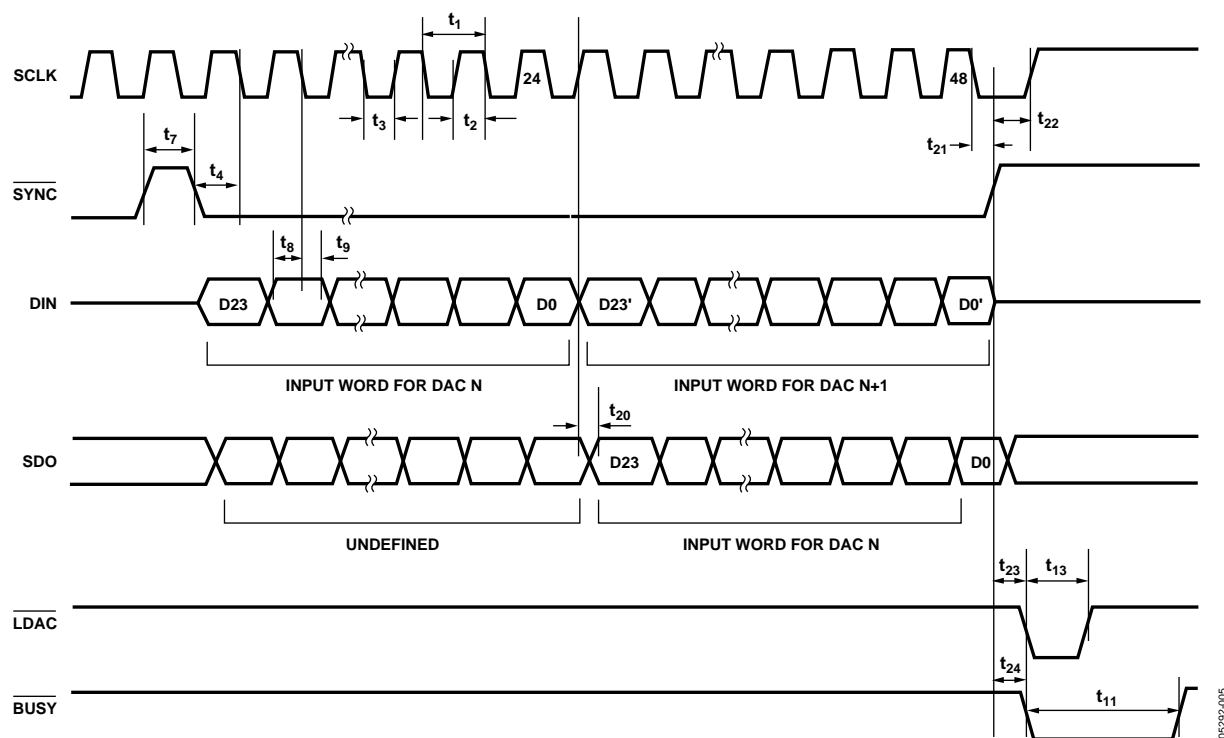 t1
SCLK
24
48
t3
t2
t22
t7
t21
t4
SYNC
t8
t9
DIN
D23
D0
D23'
D0'
INPUT WORD FOR DAC N
INPUT WORD FOR DAC N+1
t20
SDO
D23
D0
UNDEFINED
INPUT WORD FOR DAC N
t23
t13
LDAC
t24
t11
BUSY
05292-005